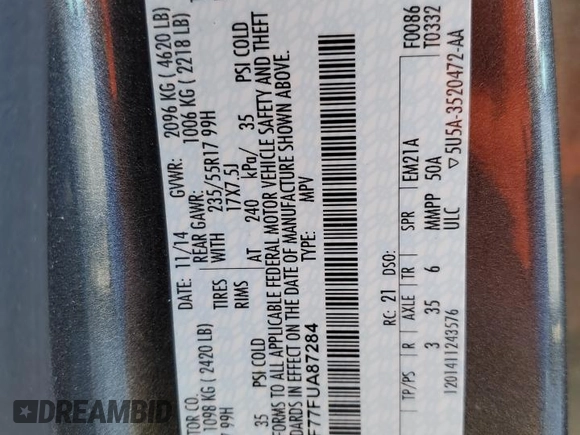 TOR CO.
DATE: 11/14 GVWR: 2096 KG ( 4620 LB)
1098 KG ( 2420 LB) REAR GAWR: 1006 KG ( 2218 LB)
99H TIRES WITH 235/55R17 99H
RIMS 17X7.5J
35 PSI COLD AT 240 kPa/ 35 PSI COLD
FORMS TO ALL APPLICABLE FEDERAL MOTOR VEHICLE SAFETY AND THEFT
DARDS IN EFFECT ON THE DATE OF MANUFACTURE SHOWN ABOVE.
F77FUA87284 TYPE: MPV
F0086
T0332
RC: 21 DSO:
TP/PS R AXLE TR SPR EM21A
3 35 6 MMPP 50A
12014111243576 ULC ▽ 5U5A-3520472-AA
AUTOAMBID